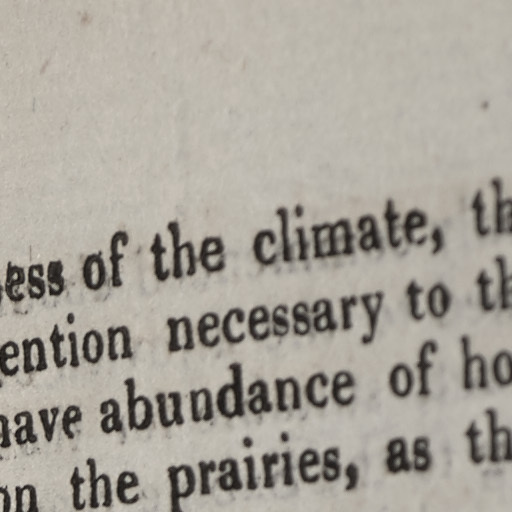 ess of the climate, th
ention necessary to th
have abundance of ho
on the prairies, as th